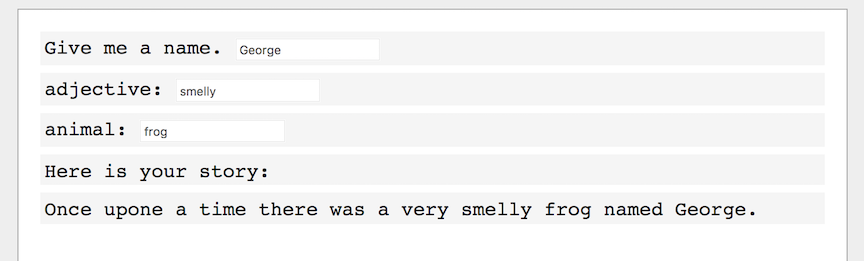 Give me a name. George
adjective: smelly
animal: frog
Here is your story:
Once upone a time there was a very smelly frog named George.